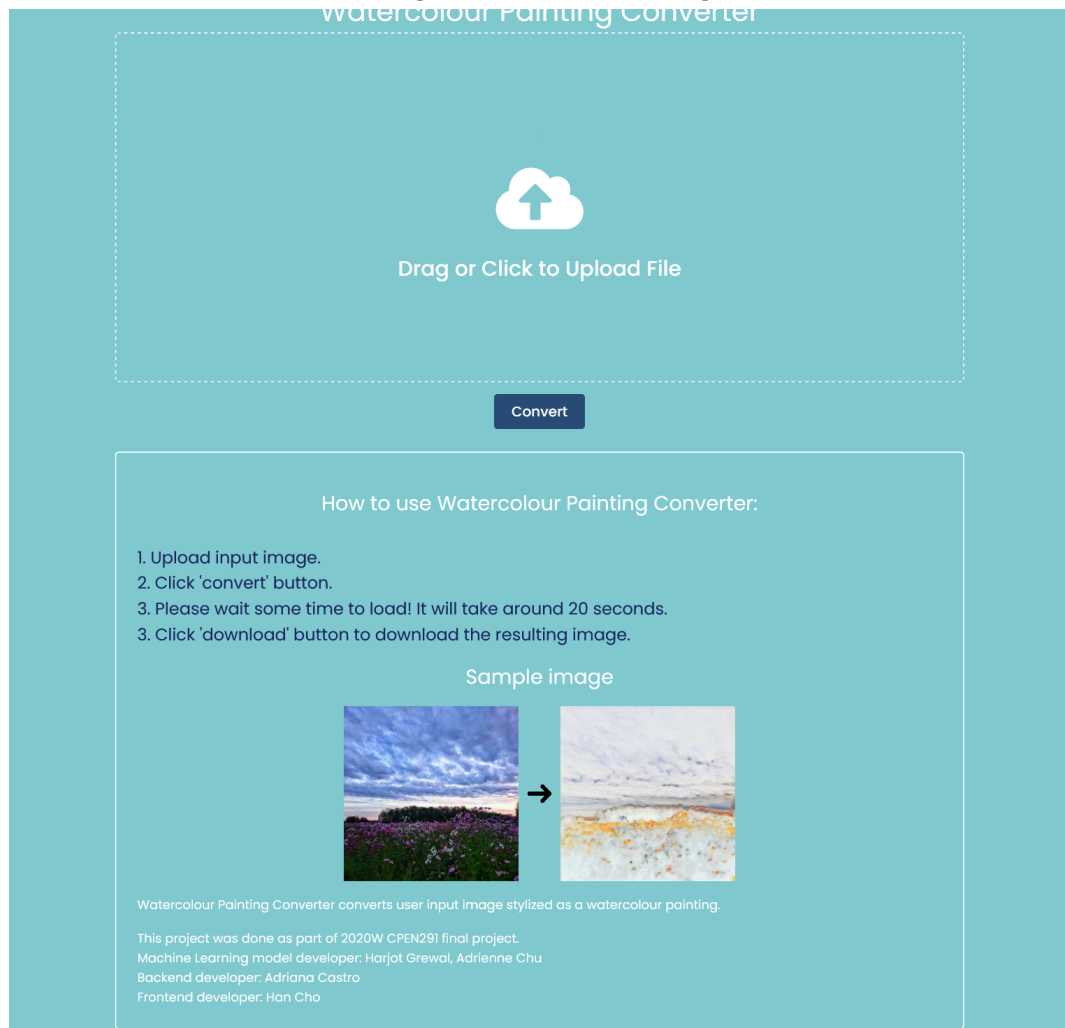 Watercolour Painting Converter
Drag or Click to Upload File
Convert
How to use Watercolour Painting Converter:
1. Upload input image.
2. Click 'convert' button.
3. Please wait some time to load! It will take around 20 seconds.
3. Click 'download' button to download the resulting image.
Sample image
Watercolour Painting Converter converts user input image stylized as a watercolour painting.
This project was done as part of 2020W CPEN291 final project.
Machine Learning model developer: Harjot Grewal, Adrienne Chu
Backend developer: Adriana Castro
Frontend developer: Han Cho